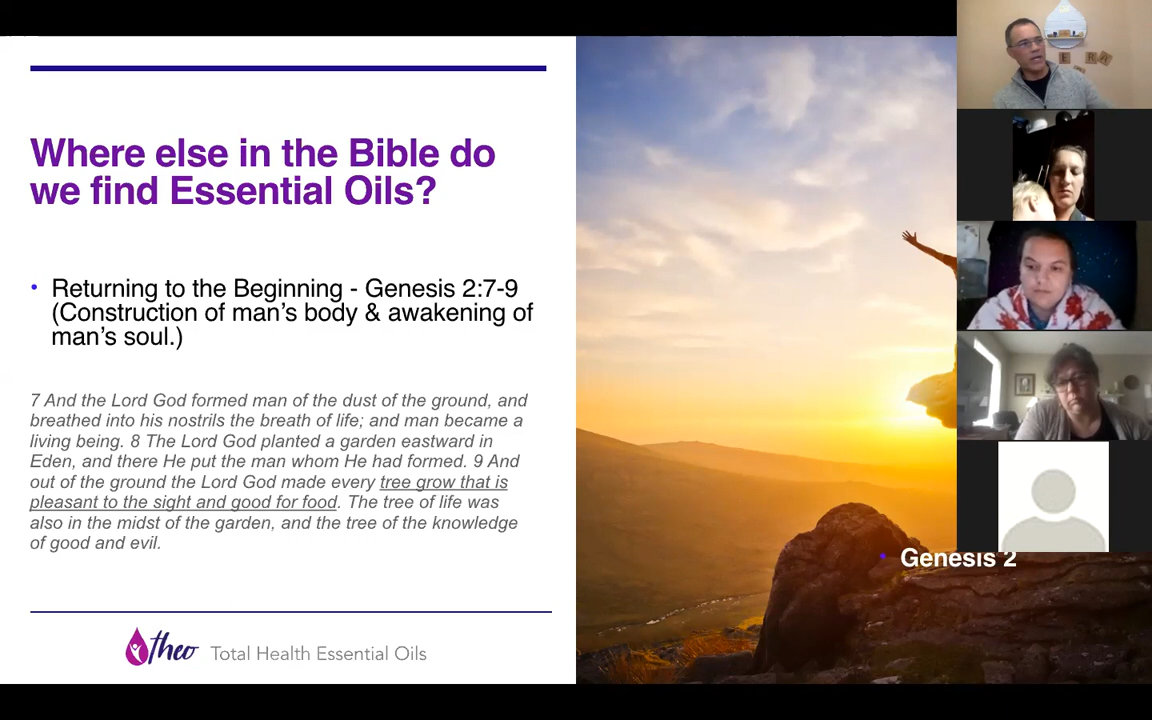 Where else in the Bible do
we find Essential Oils?
• Returning to the Beginning - Genesis 2:7-9
(Construction of man’s body & awakening of
man’s soul.)
7 And the Lord God formed man of the dust of the ground, and
breathed into his nostrils the breath of life; and man became a
living being. 8 The Lord God planted a garden eastward in
Eden, and there He put the man whom He had formed. 9 And
out of the ground the Lord God made every tree grow that is
pleasant to the sight and good for food. The tree of life was
also in the midst of the garden, and the tree of the knowledge
of good and evil.
• Genesis 2
theo Total Health Essential Oils